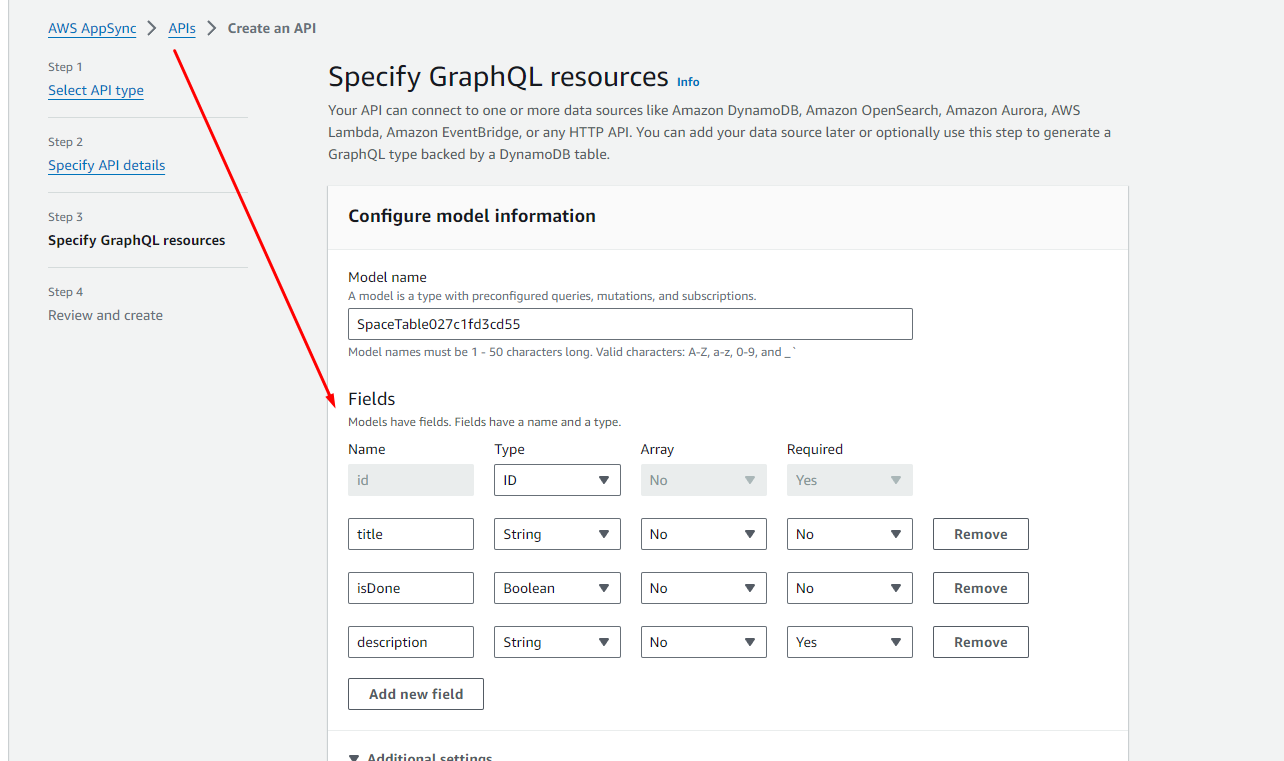 AWS AppSync > APIs > Create an API
Step 1
Select API type
Step 2
Specify API details
Step 3
Specify GraphQL resources
Step 4
Review and create
Specify GraphQL resources Info
Your API can connect to one or more data sources like Amazon DynamoDB, Amazon OpenSearch, Amazon Aurora, AWS
Lambda, Amazon EventBridge, or any HTTP API. You can add your data source later or optionally use this step to generate a
GraphQL type backed by a DynamoDB table.
Configure model information
Model name
A model is a type with preconfigured queries, mutations, and subscriptions.
SpaceTable027c1fd3cd55
Model names must be 1 - 50 characters long. Valid characters: A-Z, a-z, 0-9, and _ `
Fields
Models have fields. Fields have a name and a type.
Name Type Array Required
id ID No Yes
title String No No Remove
isDone Boolean No No Remove
description String No Yes Remove
Add new field
Additional settings